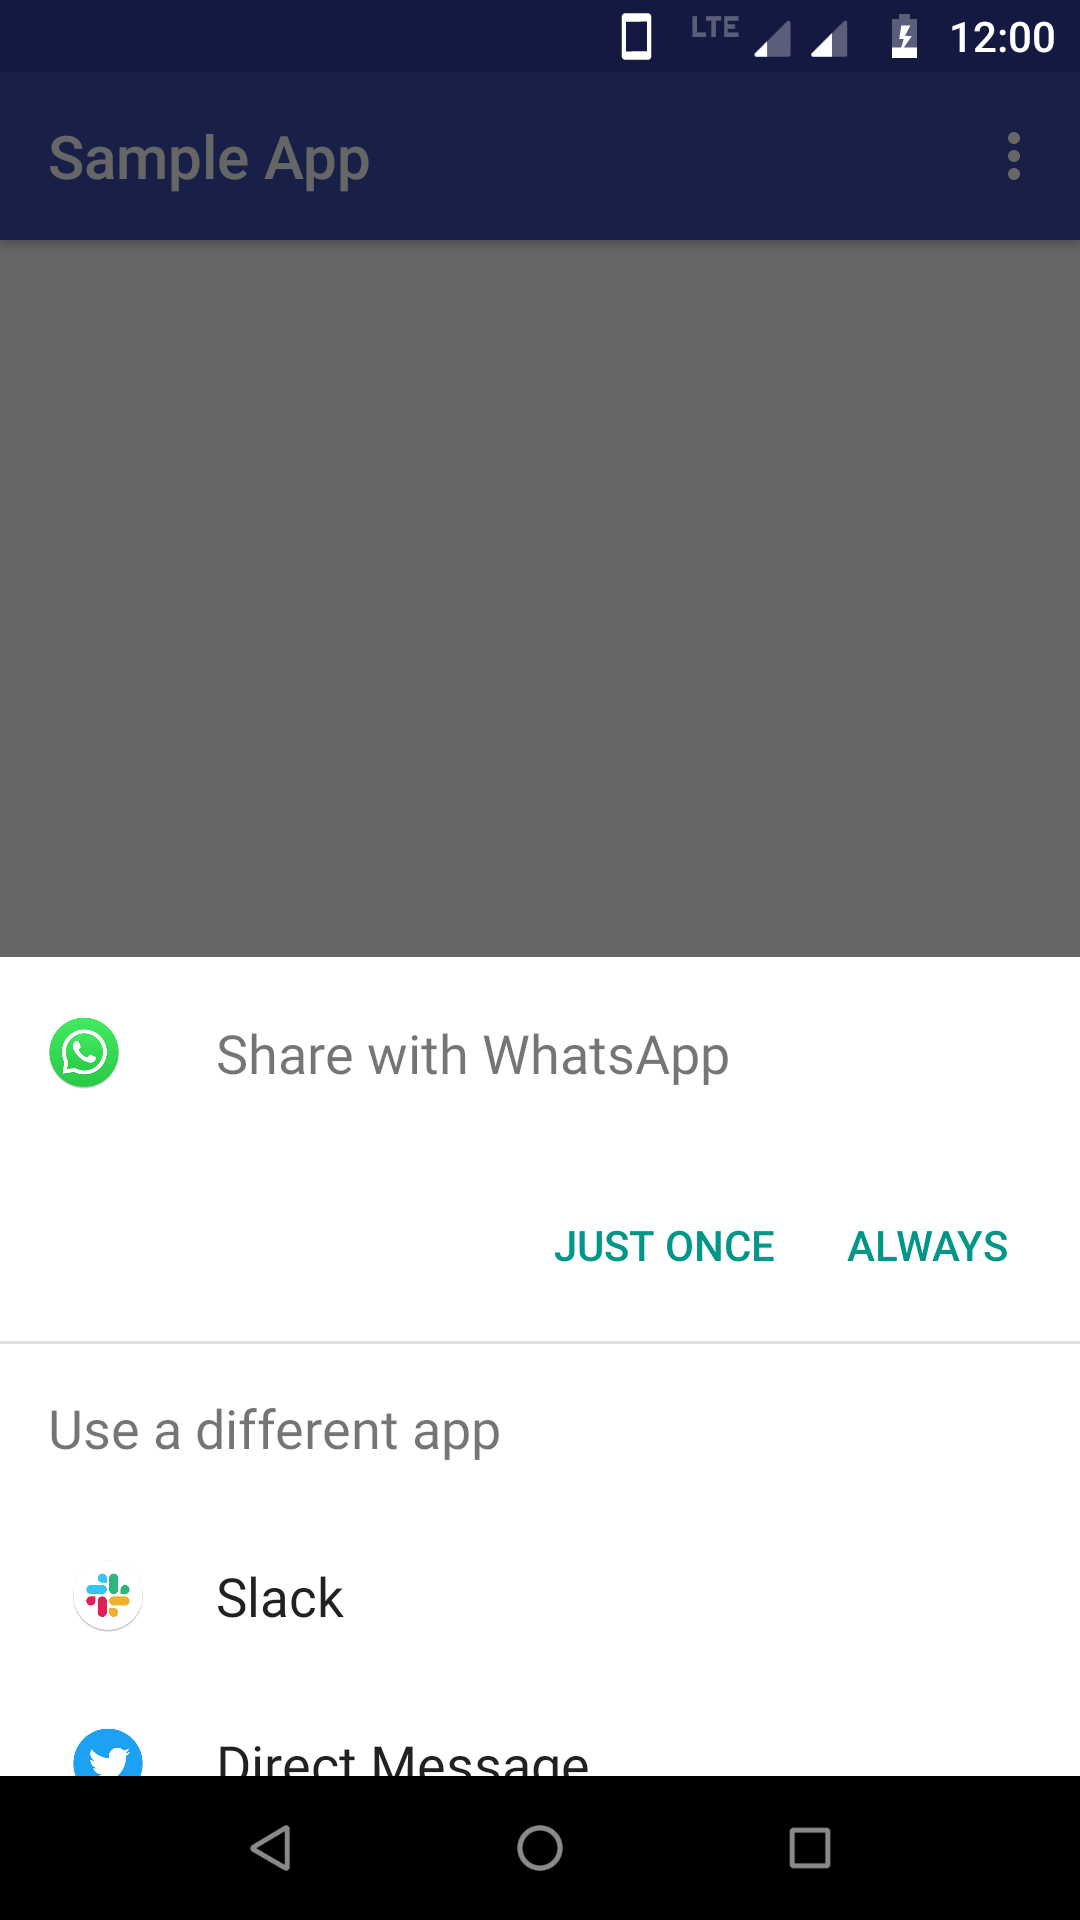 LTE 12:00
Sample App
Share with WhatsApp
JUST ONCE ALWAYS
Use a different app
Slack
Direct Message